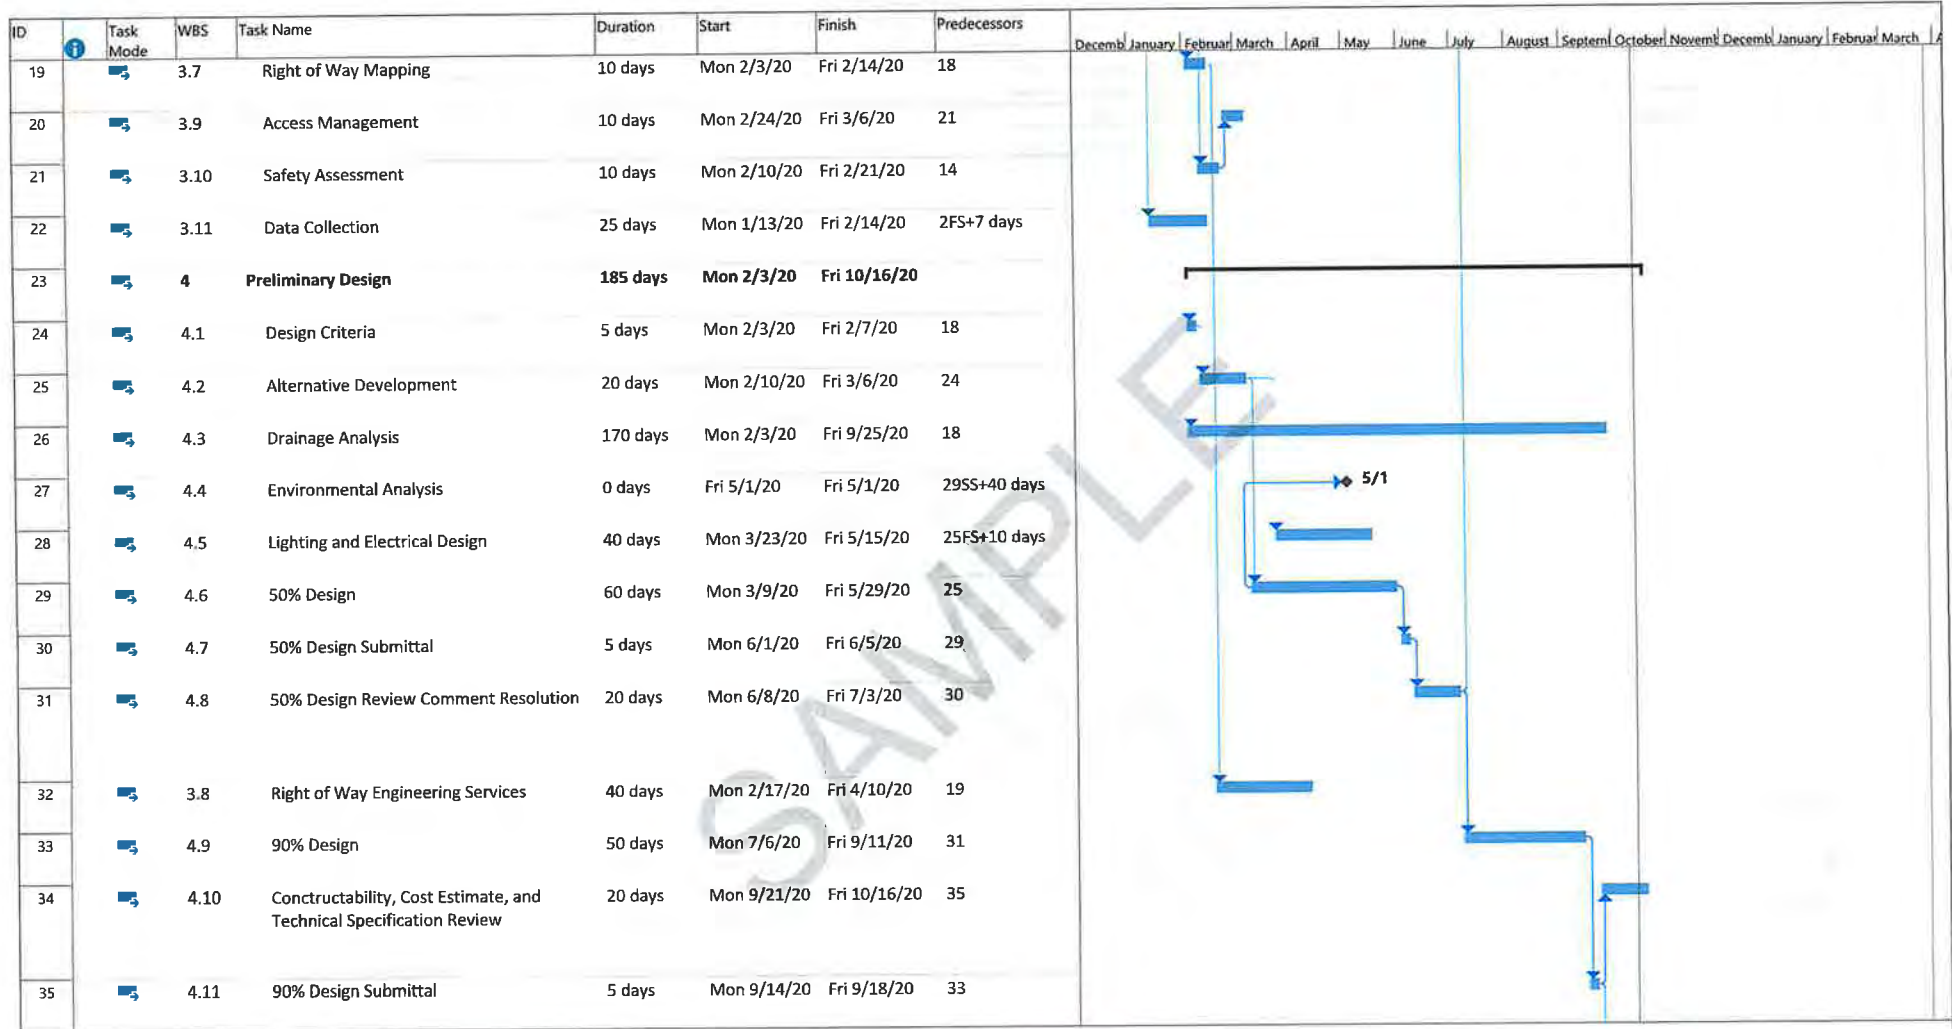 ID Task Mode WBS Task Name Duration Start Finish Predecessors
Decemb January Februar March April May June July August Septeml October Novemb Decemb January Februar March A
19 3.7 Right of Way Mapping 10 days Mon 2/3/20 Fri 2/14/20 18
20 3.9 Access Management 10 days Mon 2/24/20 Fri 3/6/20 21
21 3.10 Safety Assessment 10 days Mon 2/10/20 Fri 2/21/20 14
22 3.11 Data Collection 25 days Mon 1/13/20 Fri 2/14/20 2FS+7 days
23 4 Preliminary Design 185 days Mon 2/3/20 Fri 10/16/20
24 4.1 Design Criteria 5 days Mon 2/3/20 Fri 2/7/20 18
25 4.2 Alternative Development 20 days Mon 2/10/20 Fri 3/6/20 24
26 4.3 Drainage Analysis 170 days Mon 2/3/20 Fri 9/25/20 18
27 4.4 Environmental Analysis 0 days Fri 5/1/20 Fri 5/1/20 29SS+40 days 5/1
28 4.5 Lighting and Electrical Design 40 days Mon 3/23/20 Fri 5/15/20 25FS+10 days
29 4.6 50% Design 60 days Mon 3/9/20 Fri 5/29/20 25
30 4.7 50% Design Submittal 5 days Mon 6/1/20 Fri 6/5/20 29
31 4.8 50% Design Review Comment Resolution 20 days Mon 6/8/20 Fri 7/3/20 30
32 3.8 Right of Way Engineering Services 40 days Mon 2/17/20 Fri 4/10/20 19
33 4.9 90% Design 50 days Mon 7/6/20 Fri 9/11/20 31
34 4.10 Conctructability, Cost Estimate, and 20 days Mon 9/21/20 Fri 10/16/20 35
Technical Specification Review
35 4.11 90% Design Submittal 5 days Mon 9/14/20 Fri 9/18/20 33
SAMPLE